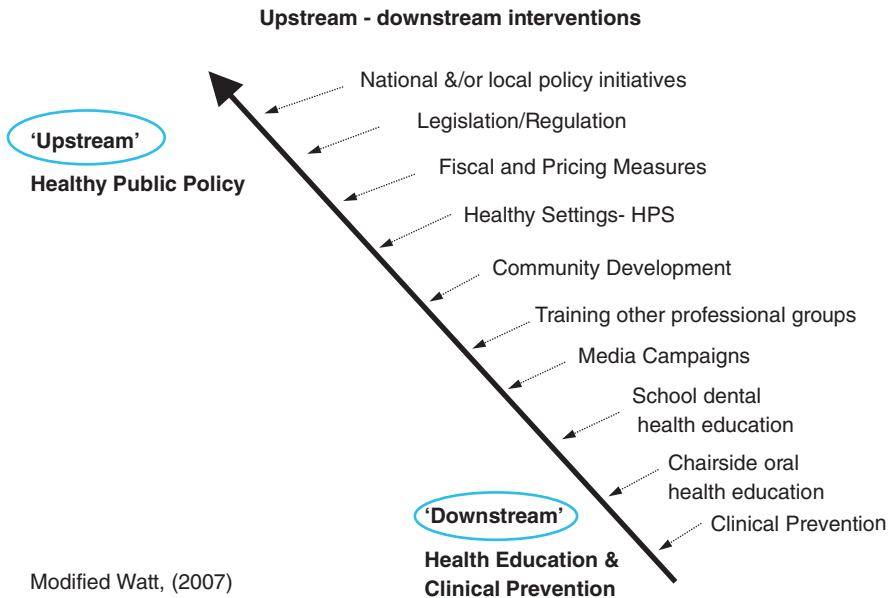 Upstream - downstream interventions
National &/or local policy initiatives
‘Upstream’
Legislation/Regulation
Healthy Public Policy
Fiscal and Pricing Measures
Healthy Settings- HPS
Community Development
Training other professional groups
Media Campaigns
School dental
health education
Chairside oral
health education
‘Downstream’
Clinical Prevention
Health Education &
Clinical Prevention
Modified Watt, (2007)